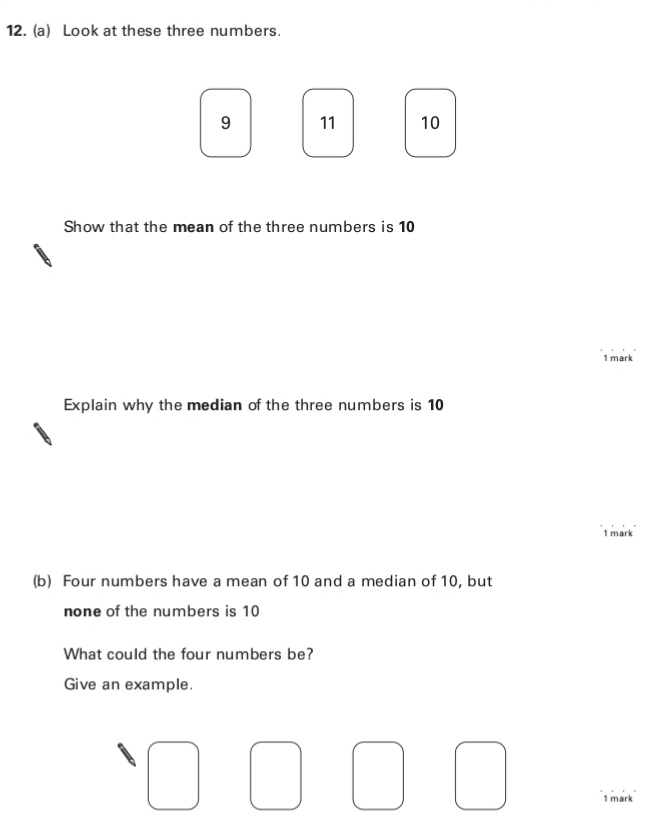 12. (a) Look at these three numbers.
9 11 10
Show that the mean of the three numbers is 10
1 mark
Explain why the median of the three numbers is 10
1 mark
(b) Four numbers have a mean of 10 and a median of 10, but
none of the numbers is 10
What could the four numbers be?
Give an example.
1 mark